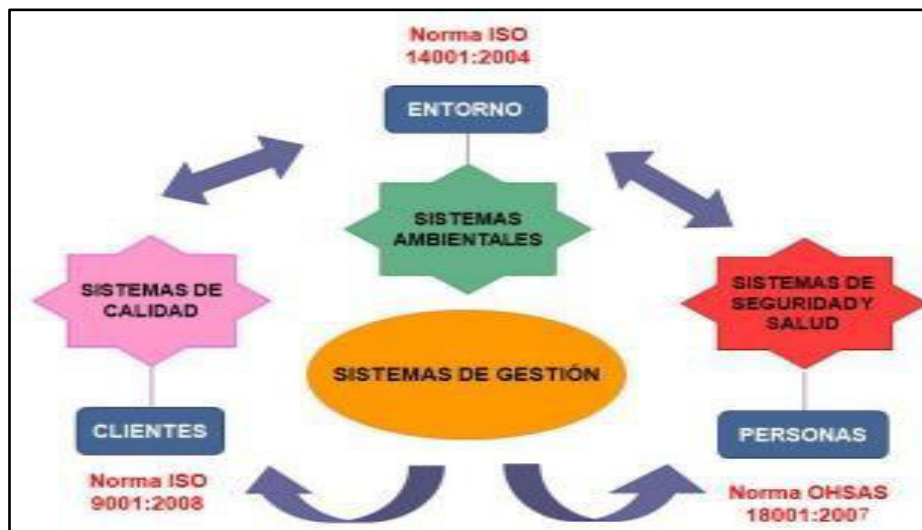 Norma ISO
14001:2004
ENTORNO
SISTEMAS
AMBIENTALES
SISTEMAS DE
CALIDAD
SISTEMAS DE
SEGURIDAD Y
SALUD
SISTEMAS DE GESTIÓN
CLIENTES
PERSONAS
Norma ISO
9001:2008
Norma OHSAS
18001:2007